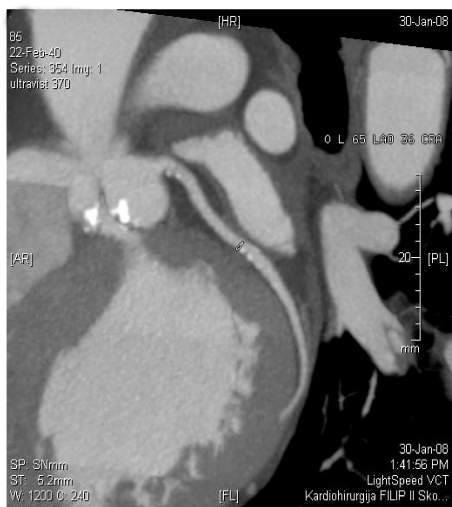 [HR]
30-Jan-08
85
22-Feb-40
Series: 354 Img: 1
ultravist 370
O L 65 LAO 36 CRA
[AR]
20
[PL]
mm
30-Jan-08
1:41:56 PM
LightSpeed VCT
Kardiohirurgija FILIP II Sko...
SP: SNmm
ST: 5.2mm
W: 1200 C: 240
[FL]